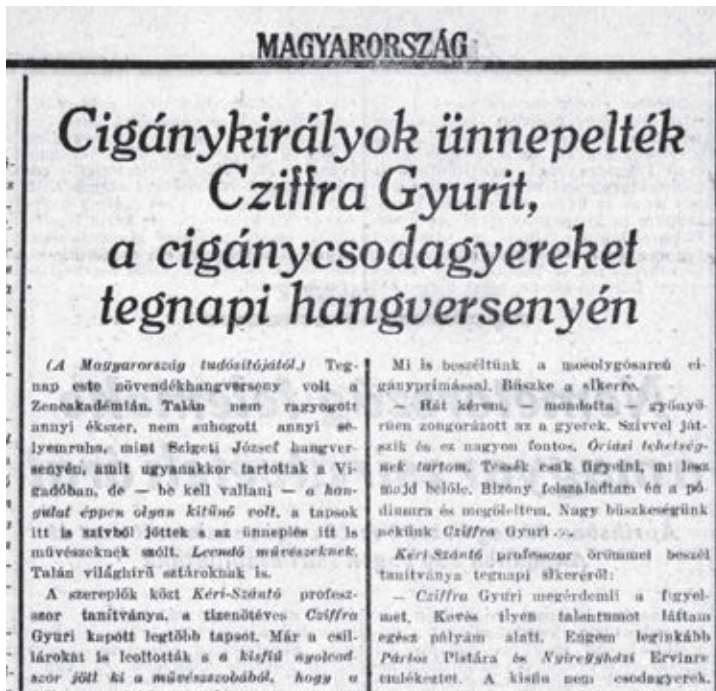 MAGYARORSZÁG
Cigánykirályok ünnepelték
Cziffra Gyurit,
a cigánycsodagyereket
tegnapi hangversenyén
(A Magyarország tudósítójától.) Teg-
nap este növendékhangverseny volt a
Zeneakadémián. Talán nem ragyogott
annyi ékszer, nem suhogott annyi se-
lyemruha, mint Szigeti József hangver-
senyén, amit ugyanakkor tartottak a Vi-
gadóban, de — be kell vallani — a han-
gulat éppen olyan kitűnő volt, a tapsok
itt is szívből jöttek s az ünneplés itt is
művészeknek szólt. Leendő művészeknek.
Talán világhírű sztároknak is.
A szereplők közt Kéri-Szántó profesz-
szor tanítványa, a tizenötéves Cziffra
Gyuri kapott legtöbb tapsot. Már a csil-
lárokat is leoltották s a kisfiú nyolcad-
szor jött ki a művészszobából, hogy a
Mi is beszéltünk a mosolygósarcú ci-
gányprímással. Büszke a sikerre.
— Hát kérem, — mondotta — gyönyö-
rűen zongorázott az a gyerek. Szívvel ját-
szik és ez nagyon fontos. Óriási tehetség-
nek tartom. Tessék csak figyelni, mi lesz
majd belőle. Bizony felszaladtam én a pó-
diumra és megöleltem. Nagy büszkeségünk
nekünk Cziffra Gyuri . . .
Kéri-Szántó professzor örömmel beszél
tanítványa tegnapi sikeréről:
— Cziffra Gyuri megérdemli a figyel-
met. Kevés ilyen talentumot láttam
egész pályám alatt. Engem leginkább
Pártos Pistára és Nyiregyházi Ervinre
emlékeztet. A kisfiu nem csodagyerek.